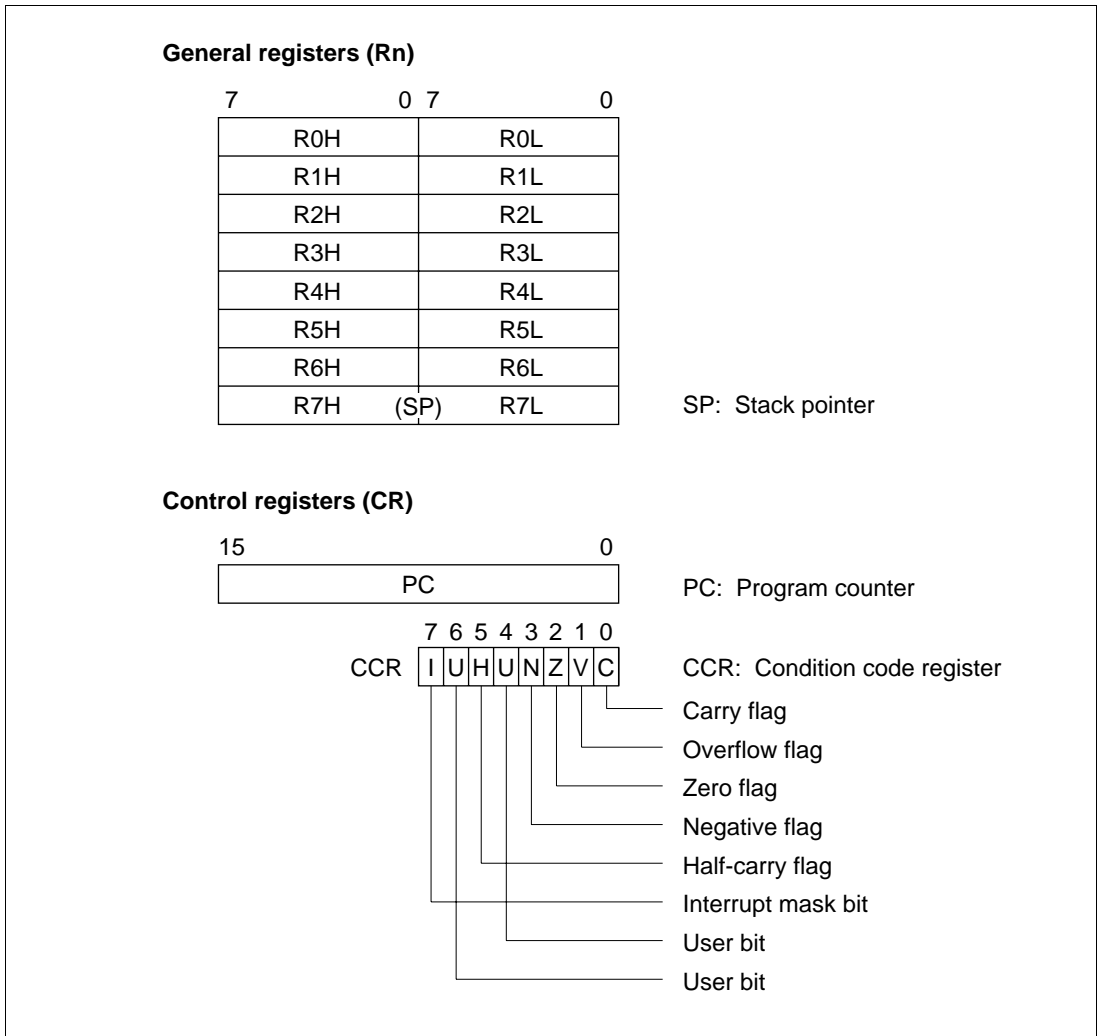 General registers (Rn)
7 0 7 0
R0H R0L
R1H R1L
R2H R2L
R3H R3L
R4H R4L
R5H R5L
R6H R6L
R7H (SP) R7L SP: Stack pointer
Control registers (CR)
15 0
PC PC: Program counter
7 6 5 4 3 2 1 0
CCR I U H U N Z V C CCR: Condition code register
Carry flag
Overflow flag
Zero flag
Negative flag
Half-carry flag
Interrupt mask bit
User bit
User bit